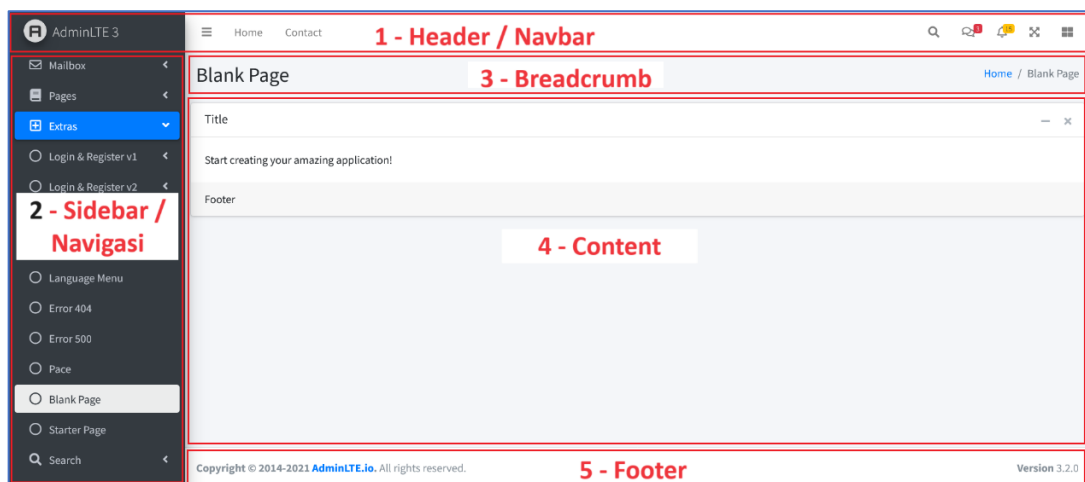 AdminLTE 3
Home Contact
1 - Header / Navbar
3
15
Mailbox
Pages
Extras
Login & Register v1
Login & Register v2
2 - Sidebar /
Navigasi
Language Menu
Error 404
Error 500
Pace
Blank Page
Starter Page
Search
Blank Page
3 - Breadcrumb
Home / Blank Page
Title
Start creating your amazing application!
Footer
4 - Content
Copyright © 2014-2021 AdminLTE.io. All rights reserved.
5 - Footer
Version 3.2.0